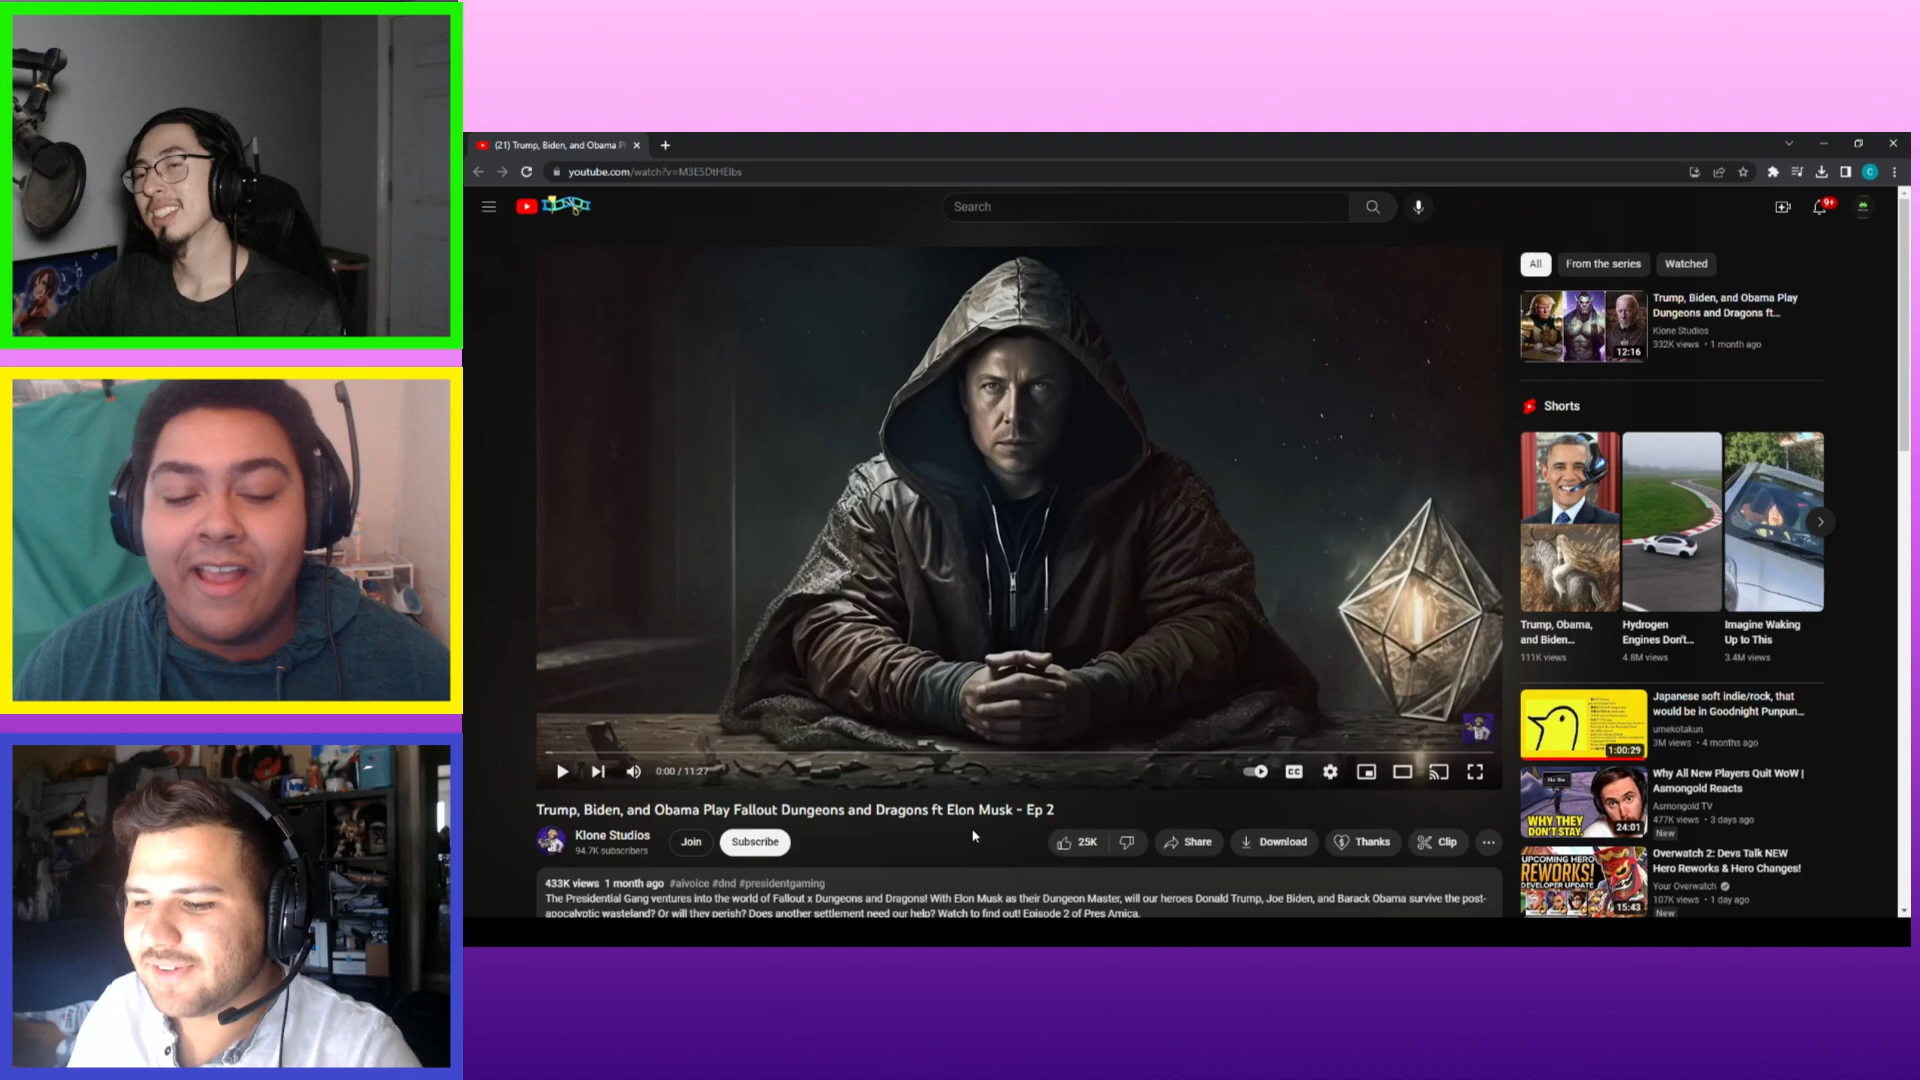 (21) Trump, Biden, and Obama Pl
youtube.com/watch?v=M3E5DtHEIbs
C
Search
9+
All
From the series
Watched
12:16
Trump, Biden, and Obama Play
Dungeons and Dragons ft...
Klone Studios
332K views • 1 month ago
Shorts
Trump, Obama,
and Biden...
111K views
Hydrogen
Engines Don't...
4.8M views
Imagine Waking
Up to This
3.4M views
1:00:29
Japanese soft indie/rock, that
would be in Goodnight Punpun...
umekotakun
3M views • 4 months ago
WHY THEY
DON'T STAY.
24:01
Why All New Players Quit WoW |
Asmongold Reacts
Asmongold TV
477K views • 3 days ago
New
UPCOMING HERO
REWORKS!
DEVELOPER UPDATE
15:43
Overwatch 2: Devs Talk NEW
Hero Reworks & Hero Changes!
Your Overwatch
107K views • 1 day ago
New
0:00 / 11:27
CC
Trump, Biden, and Obama Play Fallout Dungeons and Dragons ft Elon Musk - Ep 2
Klone Studios
94.7K subscribers
Join
Subscribe
25K
Share
Download
Thanks
Clip
433K views 1 month ago #aivoice #dnd #presidentgaming
The Presidential Gang ventures into the world of Fallout x Dungeons and Dragons! With Elon Musk as their Dungeon Master, will our heroes Donald Trump, Joe Biden, and Barack Obama survive the post-
apocalyptic wasteland? Or will they perish? Does another settlement need our help? Watch to find out! Episode 2 of Pres Amica.